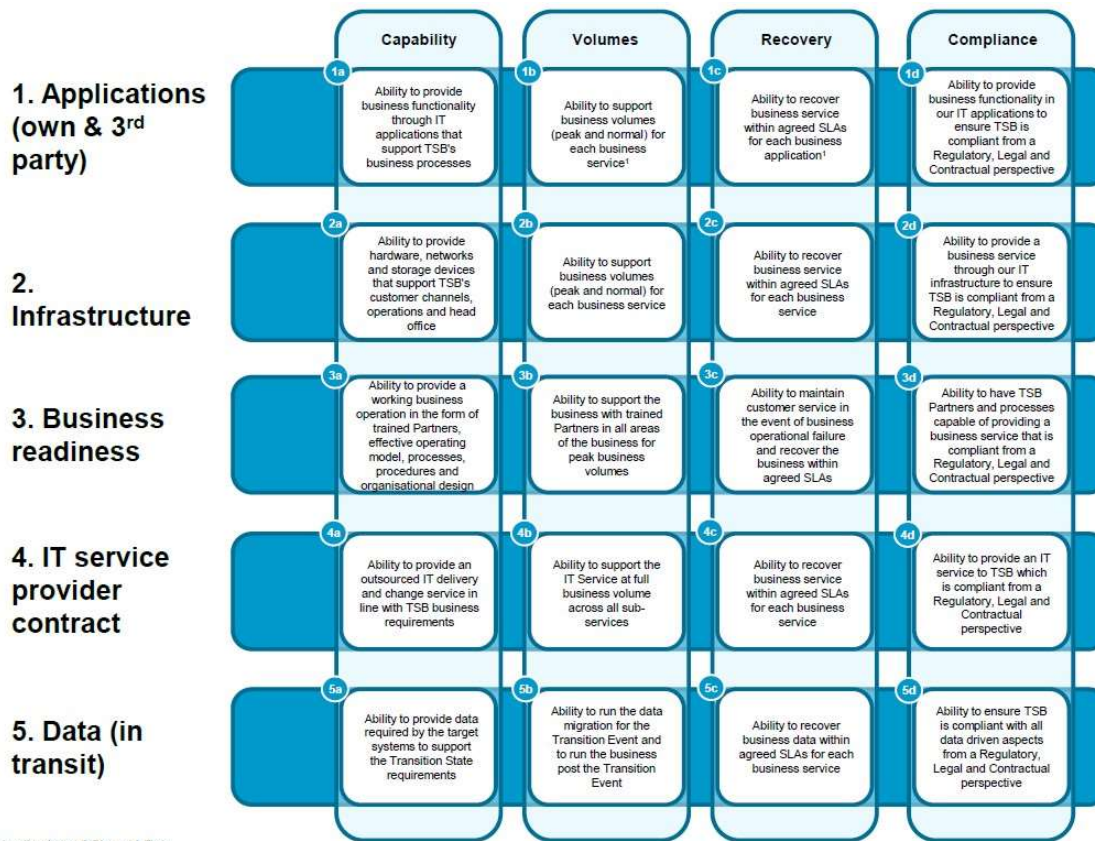 Capability
Volumes
Recovery
Compliance
1. Applications
(own & 3rd
party)
1a
Ability to provide
business functionality
through IT
applications that
support TSB's
business processes
1b
Ability to support
business volumes
(peak and normal) for
each business
service1
1c
Ability to recover
business service
within agreed SLAs
for each business
application1
1d
Ability to provide
business functionality in
our IT applications to
ensure TSB is
compliant from a
Regulatory, Legal and
Contractual perspective
2.
Infrastructure
2a
Ability to provide
hardware, networks
and storage devices
that support TSB's
customer channels,
operations and head
office
2b
Ability to support
business volumes
(peak and normal) for
each business service
2c
Ability to recover
business service
within agreed SLAs
for each business
service
2d
Ability to provide a
business service
through our IT
infrastructure to ensure
TSB is compliant from a
Regulatory, Legal and
Contractual perspective
3. Business
readiness
3a
Ability to provide a
working business
operation in the form of
trained Partners,
effective operating
model, processes,
procedures and
organisational design
3b
Ability to support the
business with trained
Partners in all areas
of the business for
peak business
volumes
3c
Ability to maintain
customer service in
the event of business
operational failure
and recover the
business within
agreed SLAs
3d
Ability to have TSB
Partners and processes
capable of providing a
business service that is
compliant from a
Regulatory, Legal and
Contractual perspective
4. IT service
provider
contract
4a
Ability to provide an
outsourced IT delivery
and change service in
line with TSB business
requirements
4b
Ability to support the
IT Service at full
business volume
across all sub-
services
4c
Ability to recover
business service
within agreed SLAs
for each business
service
4d
Ability to provide an IT
service to TSB which
is compliant from a
Regulatory, Legal and
Contractual
perspective
5. Data (in
transit)
5a
Ability to provide data
required by the target
systems to support
the Transition State
requirements
5b
Ability to run the data
migration for the
Transition Event and
to run the business
post the Transition
Event
5c
Ability to recover
business data within
agreed SLAs for each
business service
5d
Ability to ensure TSB
is compliant with all
data driven aspects
from a Regulatory,
Legal and Contractual
perspective